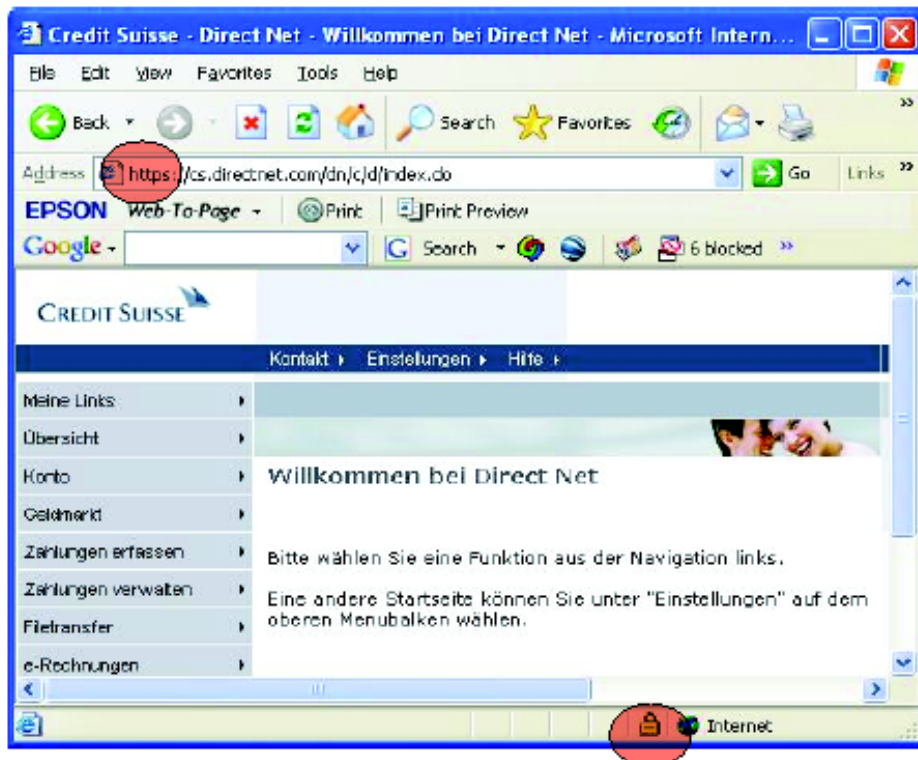 Credit Suisse - Direct Net - Willkommen bei Direct Net - Microsoft Intern...
File Edit View Favorites Tools Help
Back Search Favorites »
Address https://cs.directnet.com/dn/c/d/index.do Go Links »
EPSON Web-To-Page Print Print Preview
Google Search 6 blocked »
CREDIT SUISSE
Kontakt Einstellungen Hilfe
Meine Links
Übersicht
Konto
Willkommen bei Direct Net
Geldmarkt
Zahlungen erfassen
Bitte wählen Sie eine Funktion aus der Navigation links.
Zahlungen verwalten
Eine andere Startseite können Sie unter "Einstellungen" auf dem
oberen Menubalken wählen.
Filetransfer
e-Rechnungen
Internet